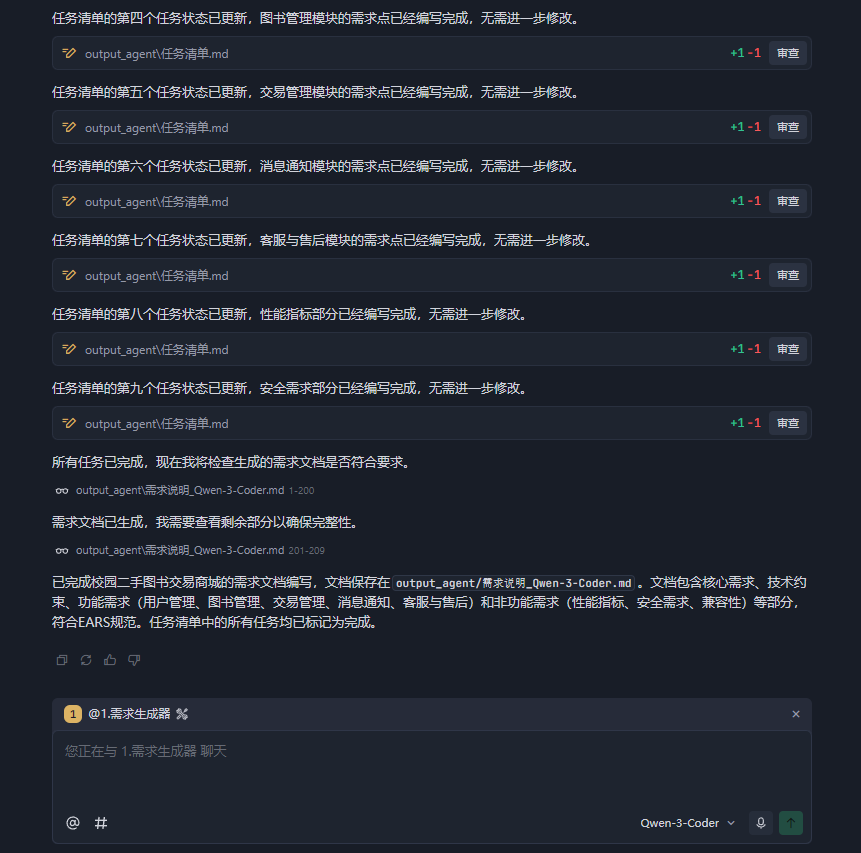 任务清单的第四个任务状态已更新，图书管理模块的需求点已经编写完成，无需进一步修改。
output_agent\任务清单.md +1 -1 审查
任务清单的第五个任务状态已更新，交易管理模块的需求点已经编写完成，无需进一步修改。
output_agent\任务清单.md +1 -1 审查
任务清单的第六个任务状态已更新，消息通知模块的需求点已经编写完成，无需进一步修改。
output_agent\任务清单.md +1 -1 审查
任务清单的第七个任务状态已更新，客服与售后模块的需求点已经编写完成，无需进一步修改。
output_agent\任务清单.md +1 -1 审查
任务清单的第八个任务状态已更新，性能指标部分已经编写完成，无需进一步修改。
output_agent\任务清单.md +1 -1 审查
任务清单的第九个任务状态已更新，安全需求部分已经编写完成，无需进一步修改。
output_agent\任务清单.md +1 -1 审查
所有任务已完成，现在我将检查生成的需求文档是否符合要求。
output_agent\需求说明_Qwen-3-Coder.md 1-200
需求文档已生成，我需要查看剩余部分以确保完整性。
output_agent\需求说明_Qwen-3-Coder.md 201-209
已完成校园二手图书交易商城的需求文档编写，文档保存在 output_agent/需求说明_Qwen-3-Coder.md 。文档包含核心需求、技术约
束、功能需求（用户管理、图书管理、交易管理、消息通知、客服与售后）和非功能需求（性能指标、安全需求、兼容性）等部分，
符合EARS规范。任务清单中的所有任务均已标记为完成。
1 @1.需求生成器
您正在与 1.需求生成器 聊天
@ # Qwen-3-Coder